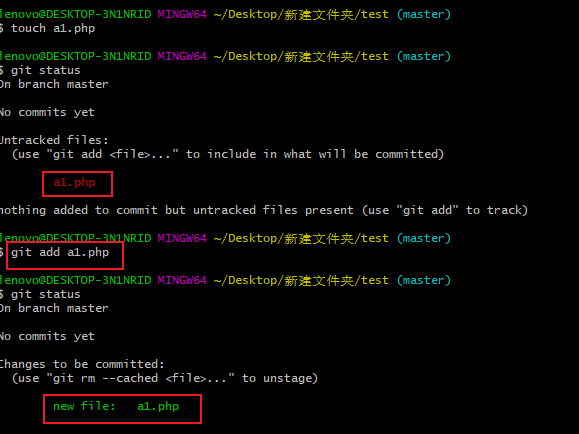 lenovo@DESKTOP-3N1NRID MINGW64 ~/Desktop/新建文件夹/test (master)
$ touch a1.php
lenovo@DESKTOP-3N1NRID MINGW64 ~/Desktop/新建文件夹/test (master)
$ git status
On branch master
No commits yet
Untracked files:
(use "git add <file>..." to include in what will be committed)
a1.php
nothing added to commit but untracked files present (use "git add" to track)
lenovo@DESKTOP-3N1NRID MINGW64 ~/Desktop/新建文件夹/test (master)
$ git add a1.php
lenovo@DESKTOP-3N1NRID MINGW64 ~/Desktop/新建文件夹/test (master)
$ git status
On branch master
No commits yet
Changes to be committed:
(use "git rm --cached <file>..." to unstage)
new file:   a1.php